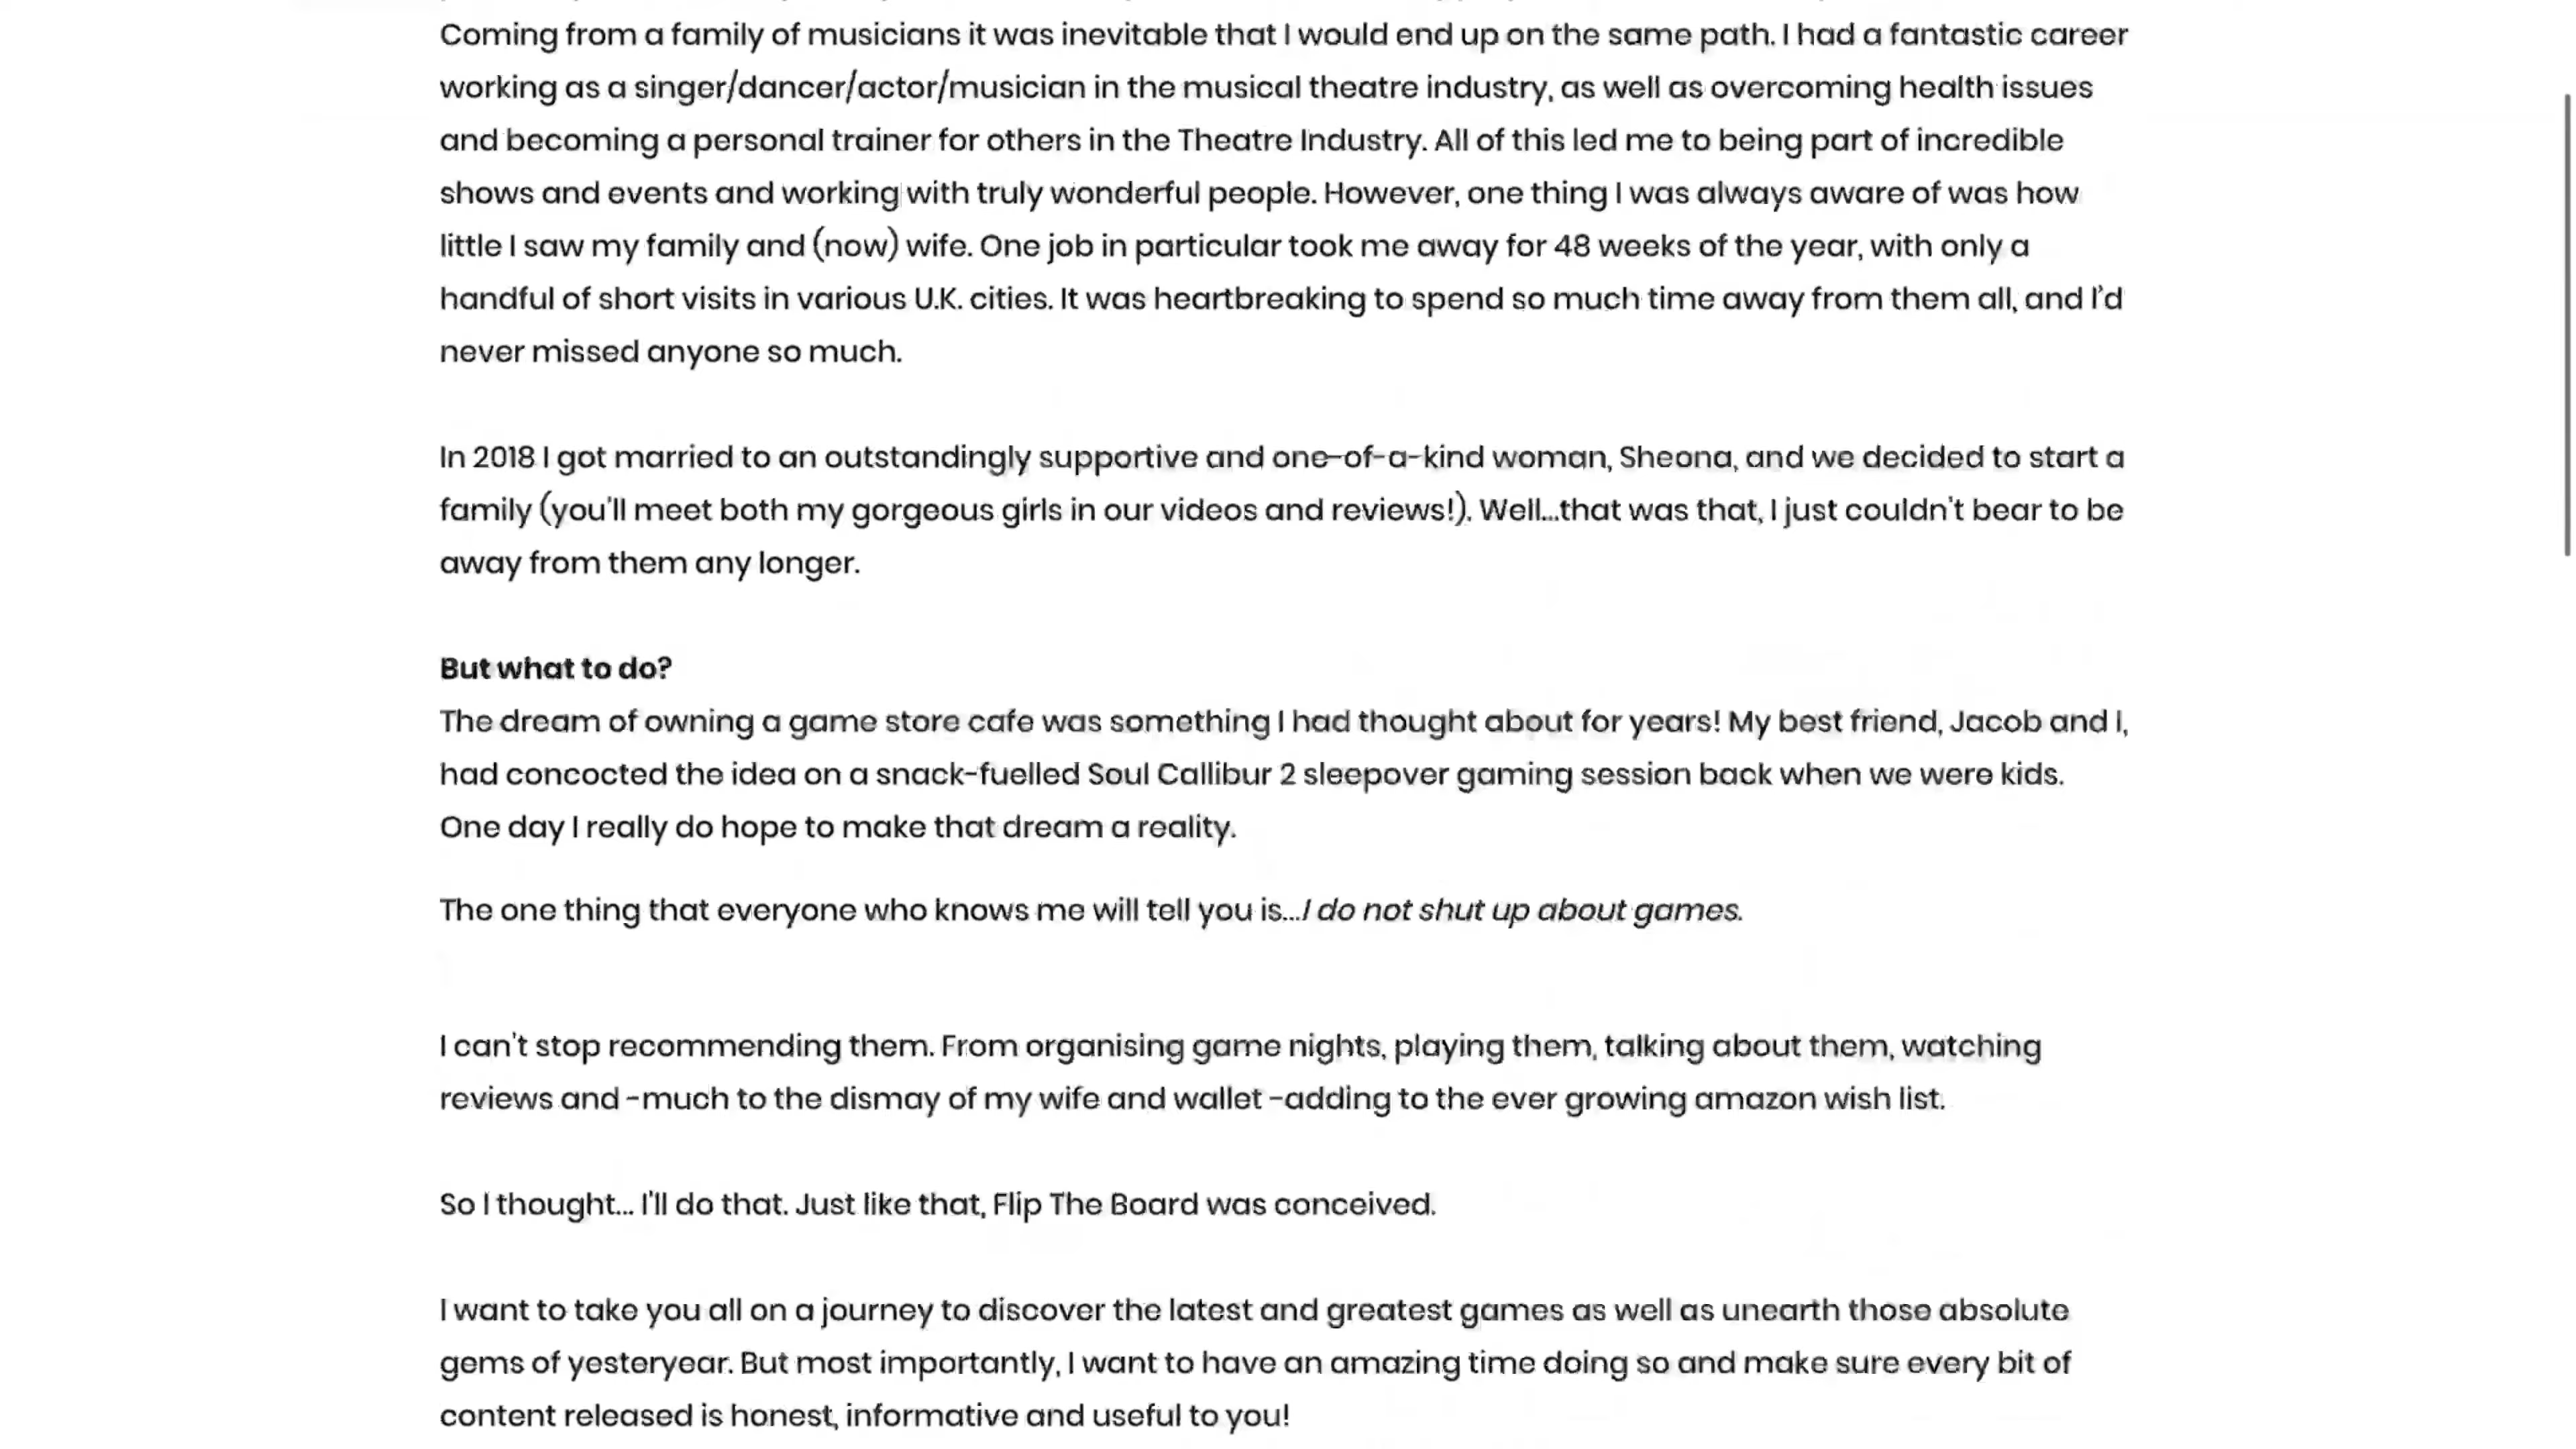 Coming from a family of musicians it was inevitable that I would end up on the same path. I had a fantastic career
working as a singer/dancer/actor/musician in the musical theatre industry, as well as overcoming health issues
and becoming a personal trainer for others in the Theatre Industry. All of this led me to being part of incredible
shows and events and working with truly wonderful people. However, one thing I was always aware of was how
little I saw my family and (now) wife. One job in particular took me away for 48 weeks of the year, with only a
handful of short visits in various U.K. cities. It was heartbreaking to spend so much time away from them all, and I'd
never missed anyone so much.
In 2018 I got married to an outstandingly supportive and one-of-a-kind woman, Sheona, and we decided to start a
family (you'll meet both my gorgeous girls in our videos and reviews!). Well...that was that, I just couldn't bear to be
away from them any longer.
But what to do?
The dream of owning a game store cafe was something I had thought about for years! My best friend, Jacob and I,
had concocted the idea on a snack-fuelled Soul Callibur 2 sleepover gaming session back when we were kids.
One day I really do hope to make that dream a reality.
The one thing that everyone who knows me will tell you is...I do not shut up about games.
I can't stop recommending them. From organising game nights, playing them, talking about them, watching
reviews and -much to the dismay of my wife and wallet -adding to the ever growing amazon wish list.
So I thought... I'll do that. Just like that, Flip The Board was conceived.
I want to take you all on a journey to discover the latest and greatest games as well as unearth those absolute
gems of yesteryear. But most importantly, I want to have an amazing time doing so and make sure every bit of
content released is honest, informative and useful to you!